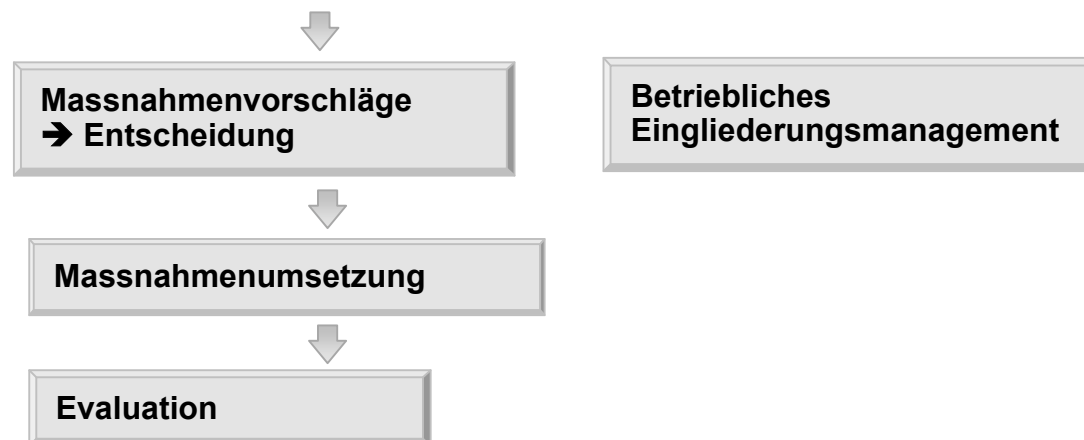 Massnahmenvorschläge
➔ Entscheidung
Betriebliches
Eingliederungsmanagement
Massnahmenumsetzung
Evaluation